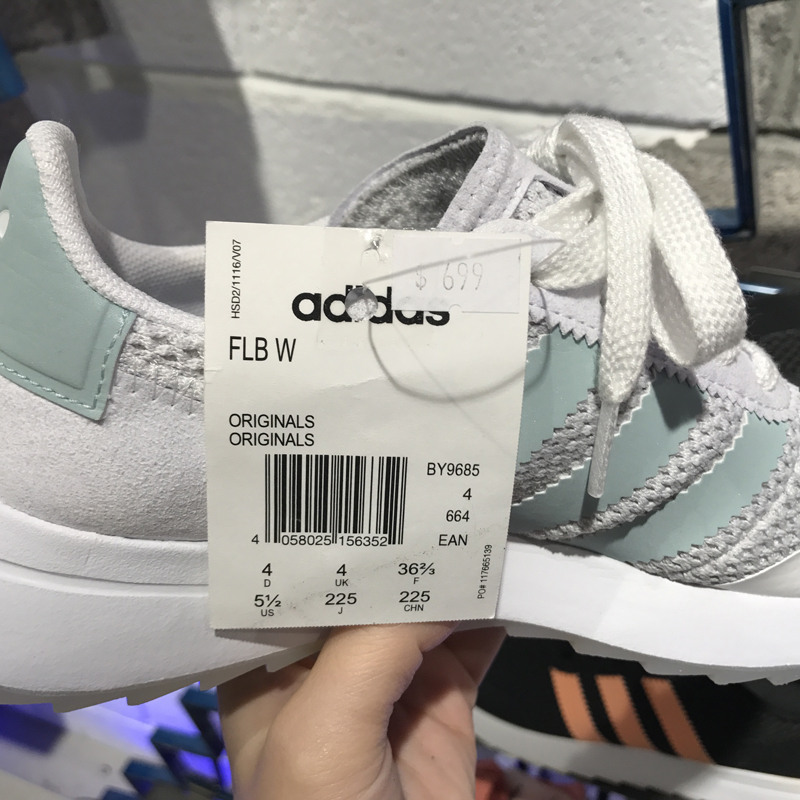 HSD2/1116/V07
$ 699
adidas
FLB W
ORIGINALS
ORIGINALS
BY9685
4
664
EAN
4 058025 156352
4 4 36⅔
D UK F
5½ 225 225
US J CHN
PO# 117665139